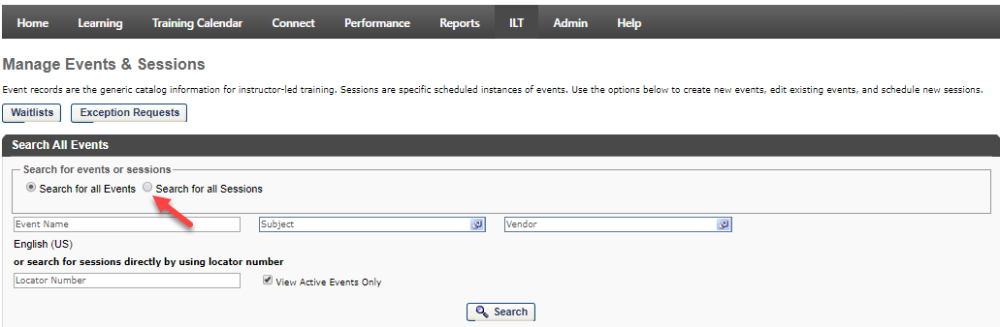 Home Learning Training Calendar Connect Performance Reports ILT Admin Help
Manage Events & Sessions
Event records are the generic catalog information for instructor-led training. Sessions are specific scheduled instances of events. Use the options below to create new events, edit existing events, and schedule new sessions.
Waitlists Exception Requests
Search All Events
Search for events or sessions
Search for all Events Search for all Sessions
Event Name Subject Vendor
English (US)
or search for sessions directly by using locator number
Locator Number View Active Events Only
Search